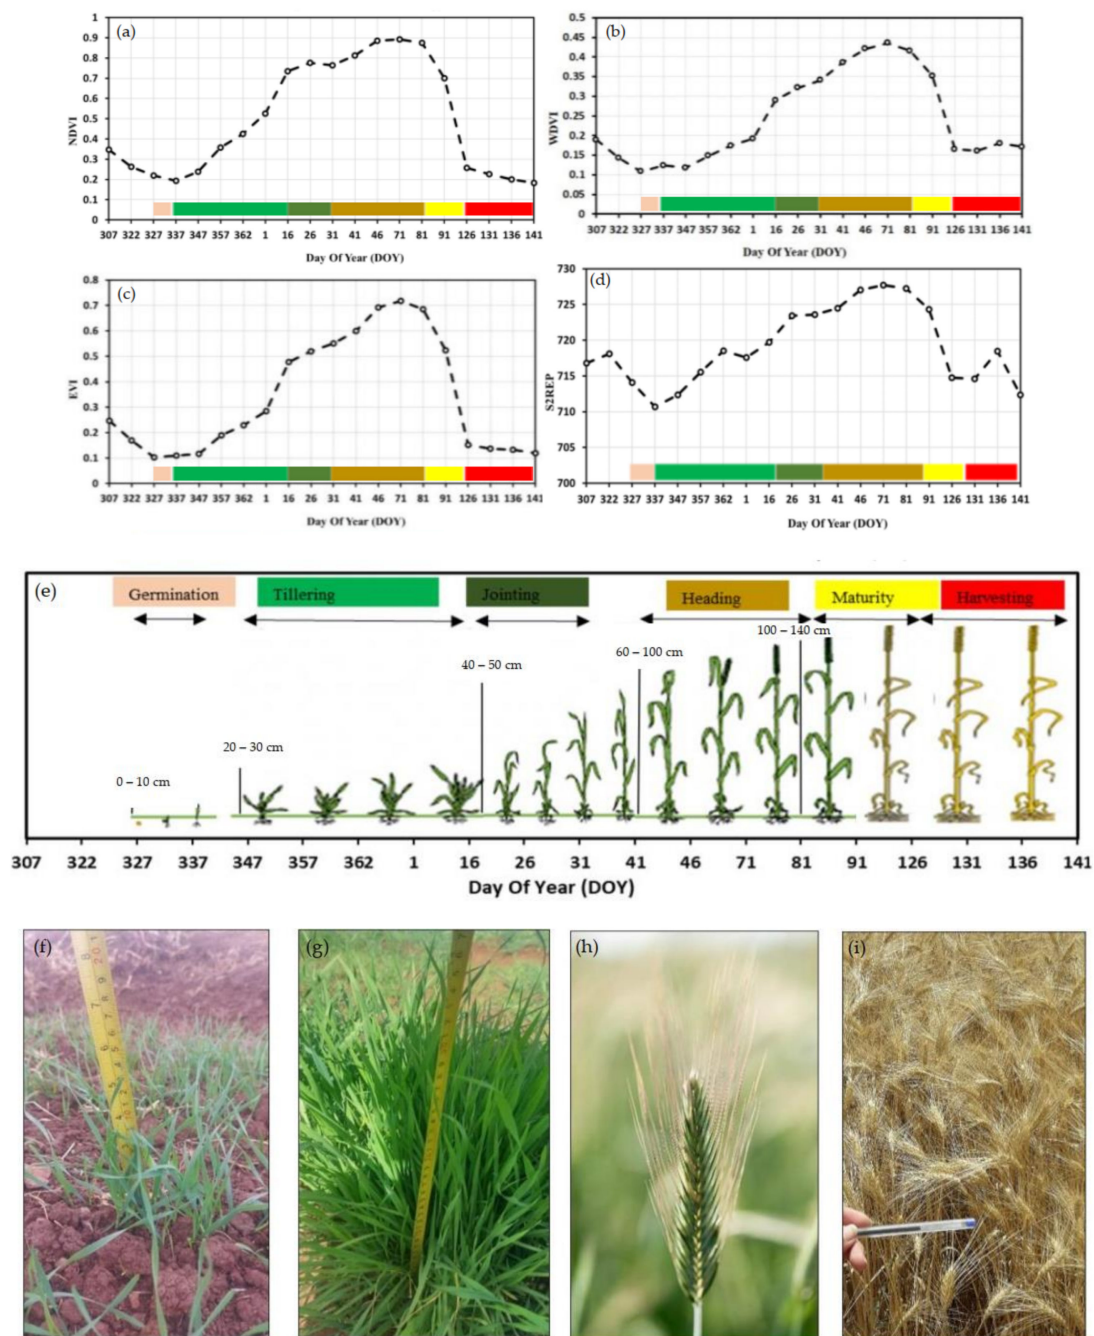 (a)
NDVI
1
0.9
0.8
0.7
0.6
0.5
0.4
0.3
0.2
0.1
0
307 322 327 337 347 357 362 1 16 26 31 41 46 71 81 91 126 131 136 141
Day Of Year (DOY)
(b)
WDVI
0.5
0.45
0.4
0.35
0.3
0.25
0.2
0.15
0.1
0.05
0
307 322 327 337 347 357 362 1 16 26 31 41 46 71 81 91 126 131 136 141
Day Of Year (DOY)
(c)
EVI
0.8
0.7
0.6
0.5
0.4
0.3
0.2
0.1
0
307 322 327 337 347 357 362 1 16 26 31 41 46 71 81 91 126 131 136 141
Day Of Year (DOY)
(d)
S2REP
730
725
720
715
710
705
700
307 322 327 337 347 357 362 1 16 26 31 41 46 71 81 91 126 131 136 141
Day Of Year (DOY)
(e)
Germination Tillering Jointing Heading Maturity Harvesting
100 – 140 cm
60 – 100 cm
40 – 50 cm
20 – 30 cm
0 – 10 cm
307 322 327 337 347 357 362 1 16 26 31 41 46 71 81 91 126 131 136 141
Day Of Year (DOY)
(f) (g) (h) (i)